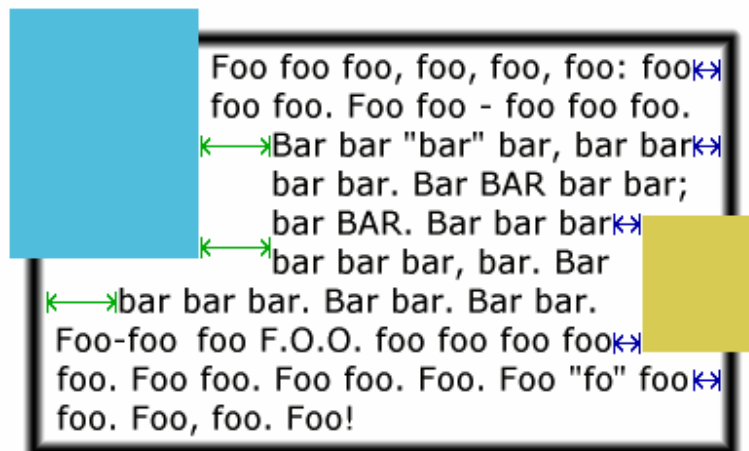 Foo foo foo, foo, foo, foo: foo
foo foo. Foo foo - foo foo foo.
Bar bar "bar" bar, bar bar
bar bar. Bar BAR bar bar;
bar BAR. Bar bar bar
bar bar bar, bar. Bar
bar bar bar. Bar bar. Bar bar.
Foo-foo foo F.O.O. foo foo foo foo
foo. Foo foo. Foo foo. Foo. Foo "fo" foo
foo. Foo, foo. Foo!